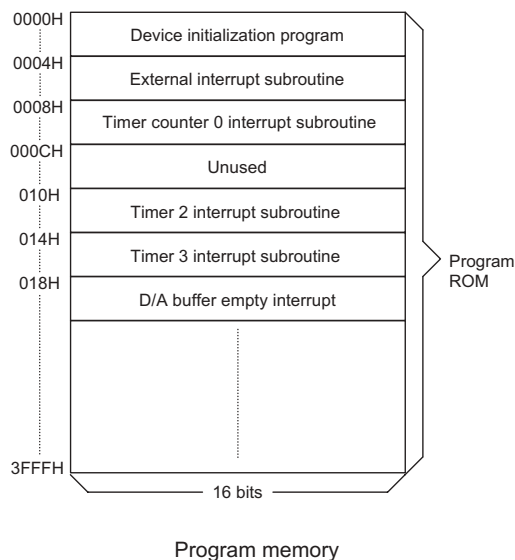 0000H
Device initialization program
0004H
External interrupt subroutine
0008H
Timer counter 0 interrupt subroutine
000CH
Unused
010H
Timer 2 interrupt subroutine
014H
Timer 3 interrupt subroutine
018H
D/A buffer empty interrupt
Program
ROM
3FFFH
16 bits
Program memory